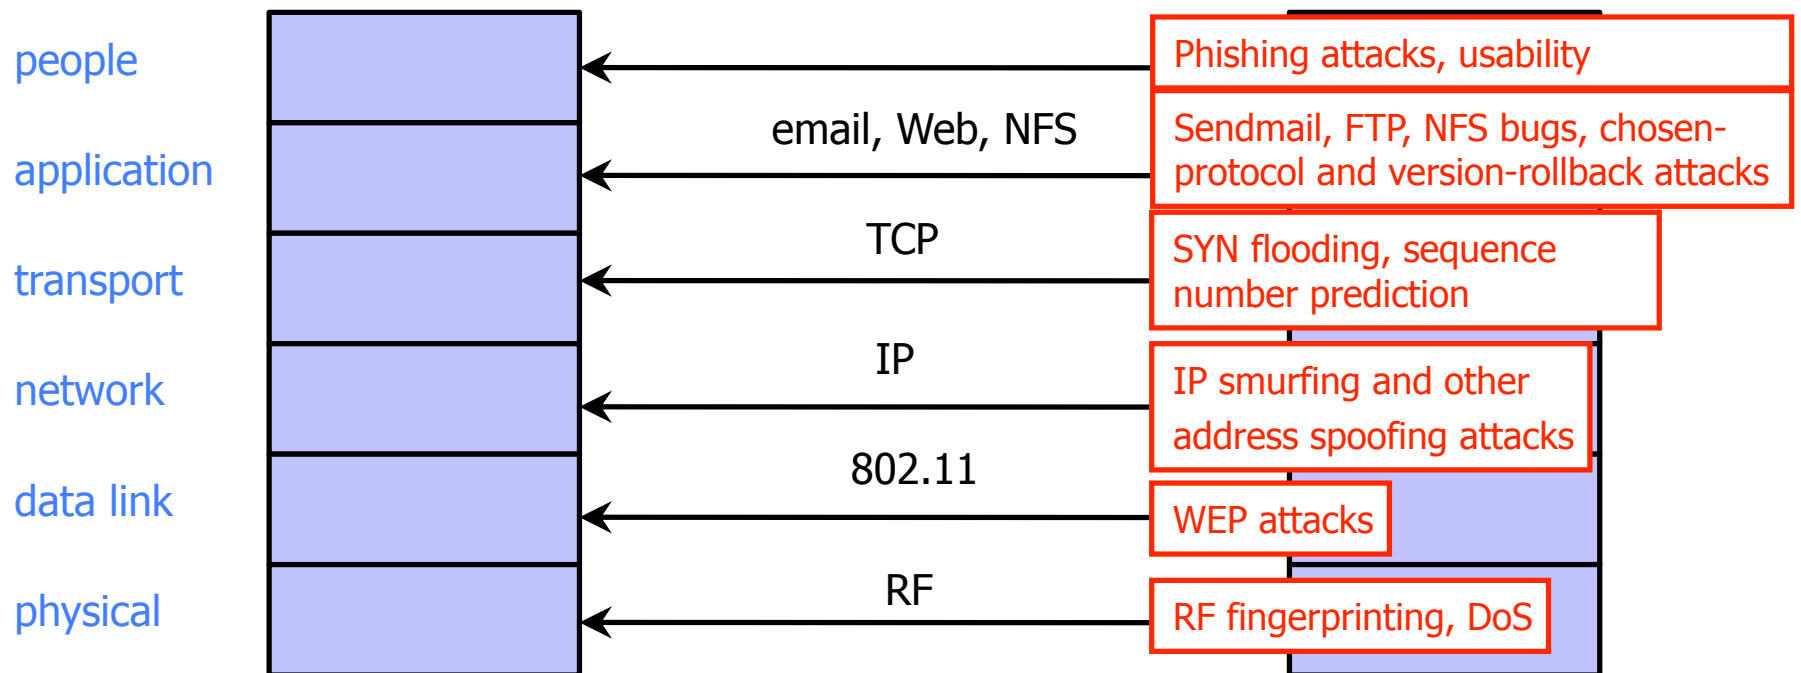 people
Phishing attacks, usability
email, Web, NFS
application
Sendmail, FTP, NFS bugs, chosen-
protocol and version-rollback attacks
TCP
transport
SYN flooding, sequence
number prediction
IP
network
IP smurfing and other
address spoofing attacks
802.11
data link
WEP attacks
RF
physical
RF fingerprinting, DoS